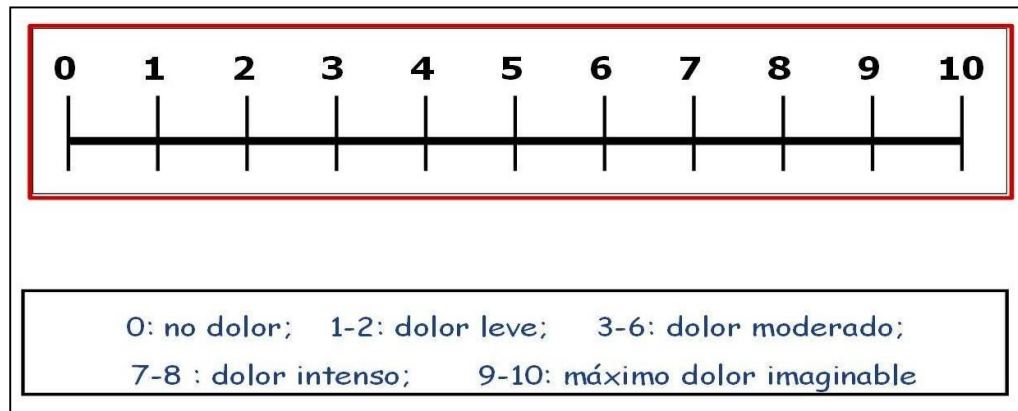 0 1 2 3 4 5 6 7 8 9 10
0: no dolor; 1-2: dolor leve; 3-6: dolor moderado;
7-8 : dolor intenso; 9-10: máximo dolor imaginable